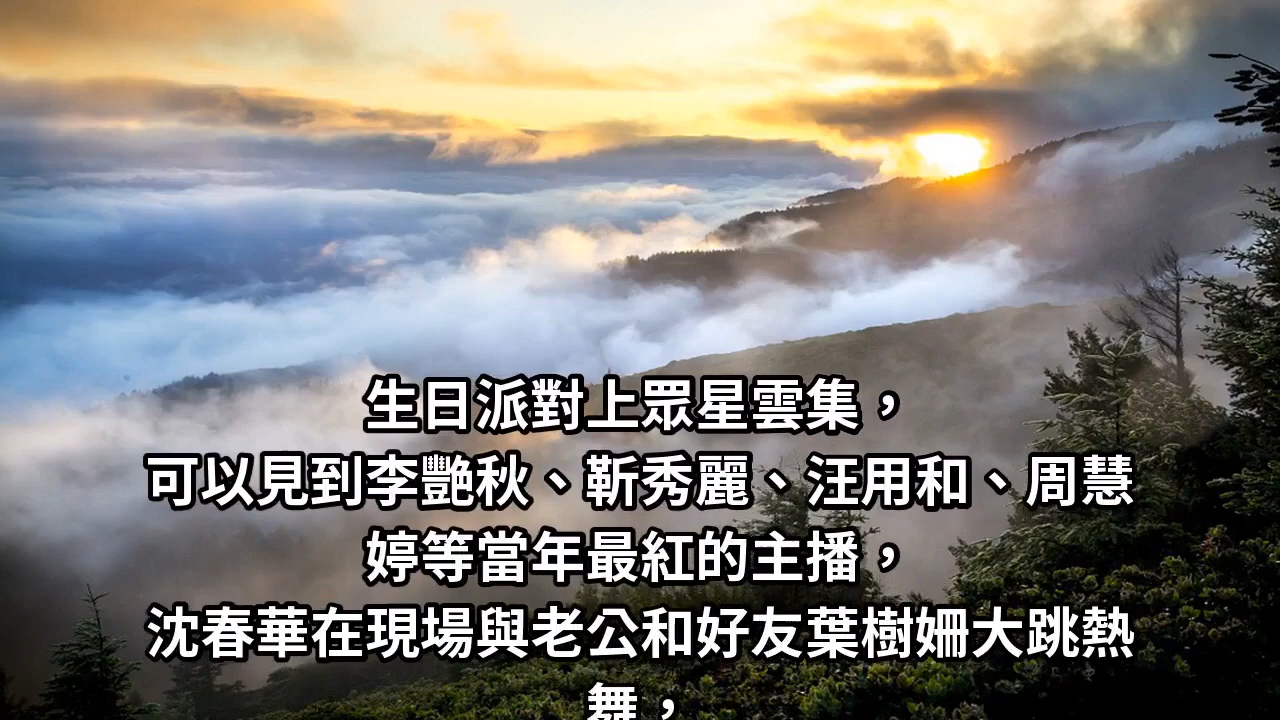 生日派對上眾星雲集，
可以見到李艷秋、靳秀麗、汪用和、周慧
婷等當年最紅的主播，
沈春華在現場與老公和好友葉樹姍大跳熱
舞，